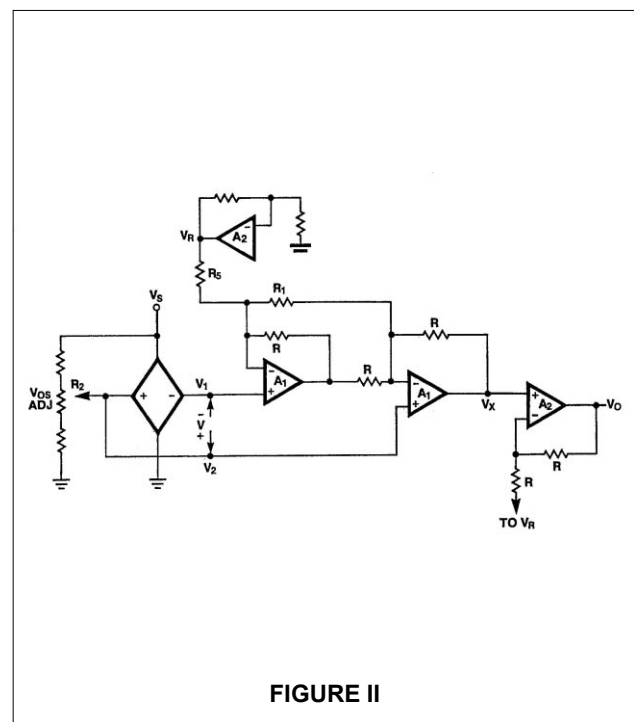 VR
A2
−
R5
R1
VS
R
R
VOS
ADJ
R2
+ −
V1
−
V
+
V2
−
A1
+
R
−
A1
+
VX
+
A2
−
VO
R
R
TO VR
FIGURE II